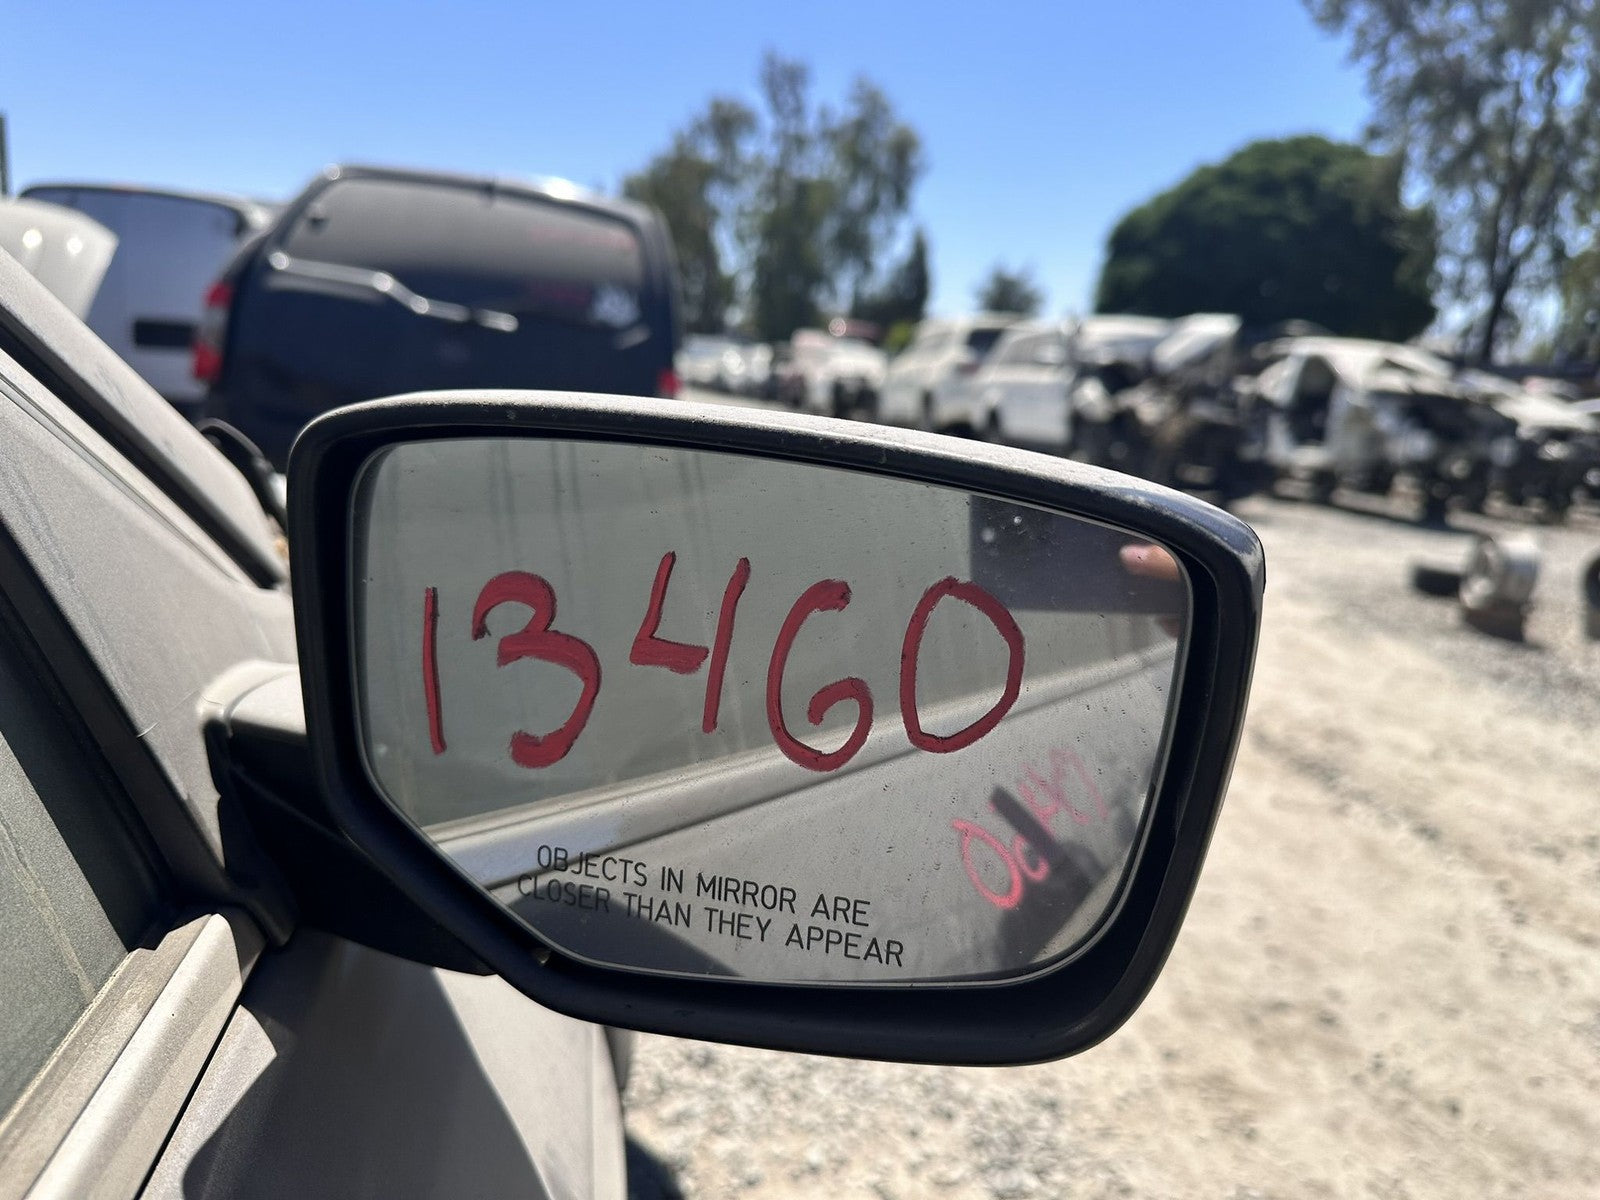 13460
OBJECTS IN MIRROR ARE
CLOSER THAN THEY APPEAR